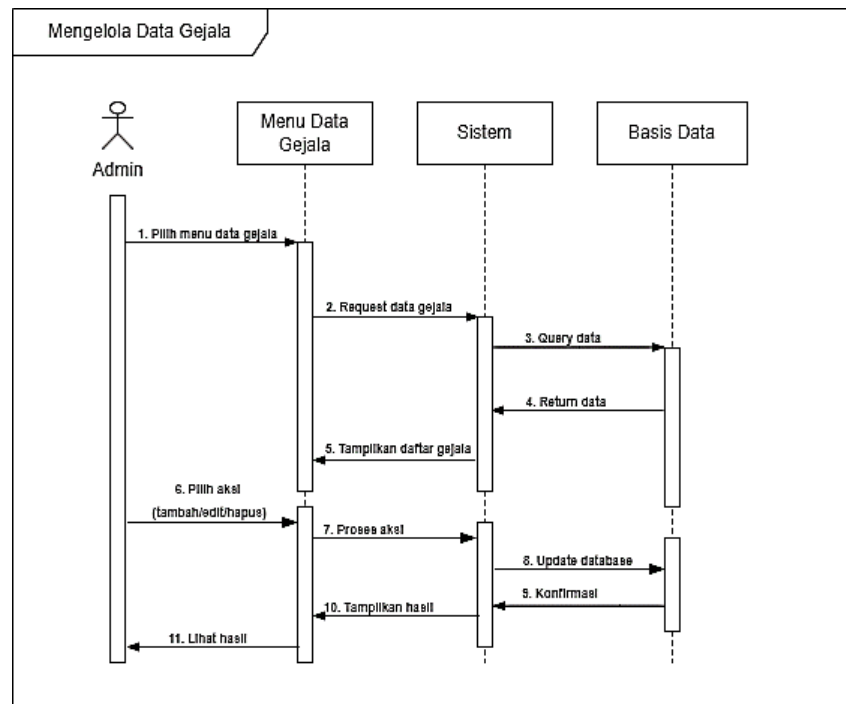 Mengelola Data Gejala
Admin
Menu Data
Gejala
Sistem
Basis Data
1. Pilih menu data gejala
2. Request data gejala
3. Query data
4. Return data
5. Tampilkan daftar gejala
6. Pilih aksi
(tambah/edit/hapus)
7. Proses aksi
8. Update database
9. Konfirmasi
10. Tampilkan hasil
11. Lihat hasil